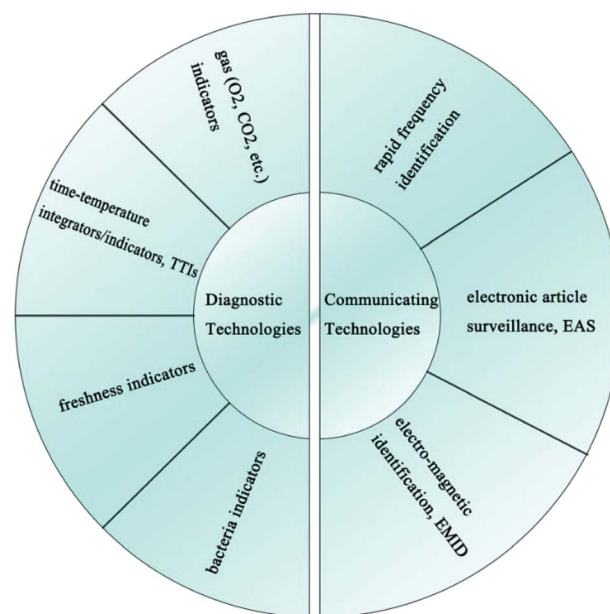 gas (O2, CO2, etc.)
indicators
time-temperature
integrators/indicators, TTIs
freshness indicators
bacteria indicators
Diagnostic
Technologies
Communicating
Technologies
rapid frequency
identification
electronic article
surveillance, EAS
electro-magnetic
identification, EMID